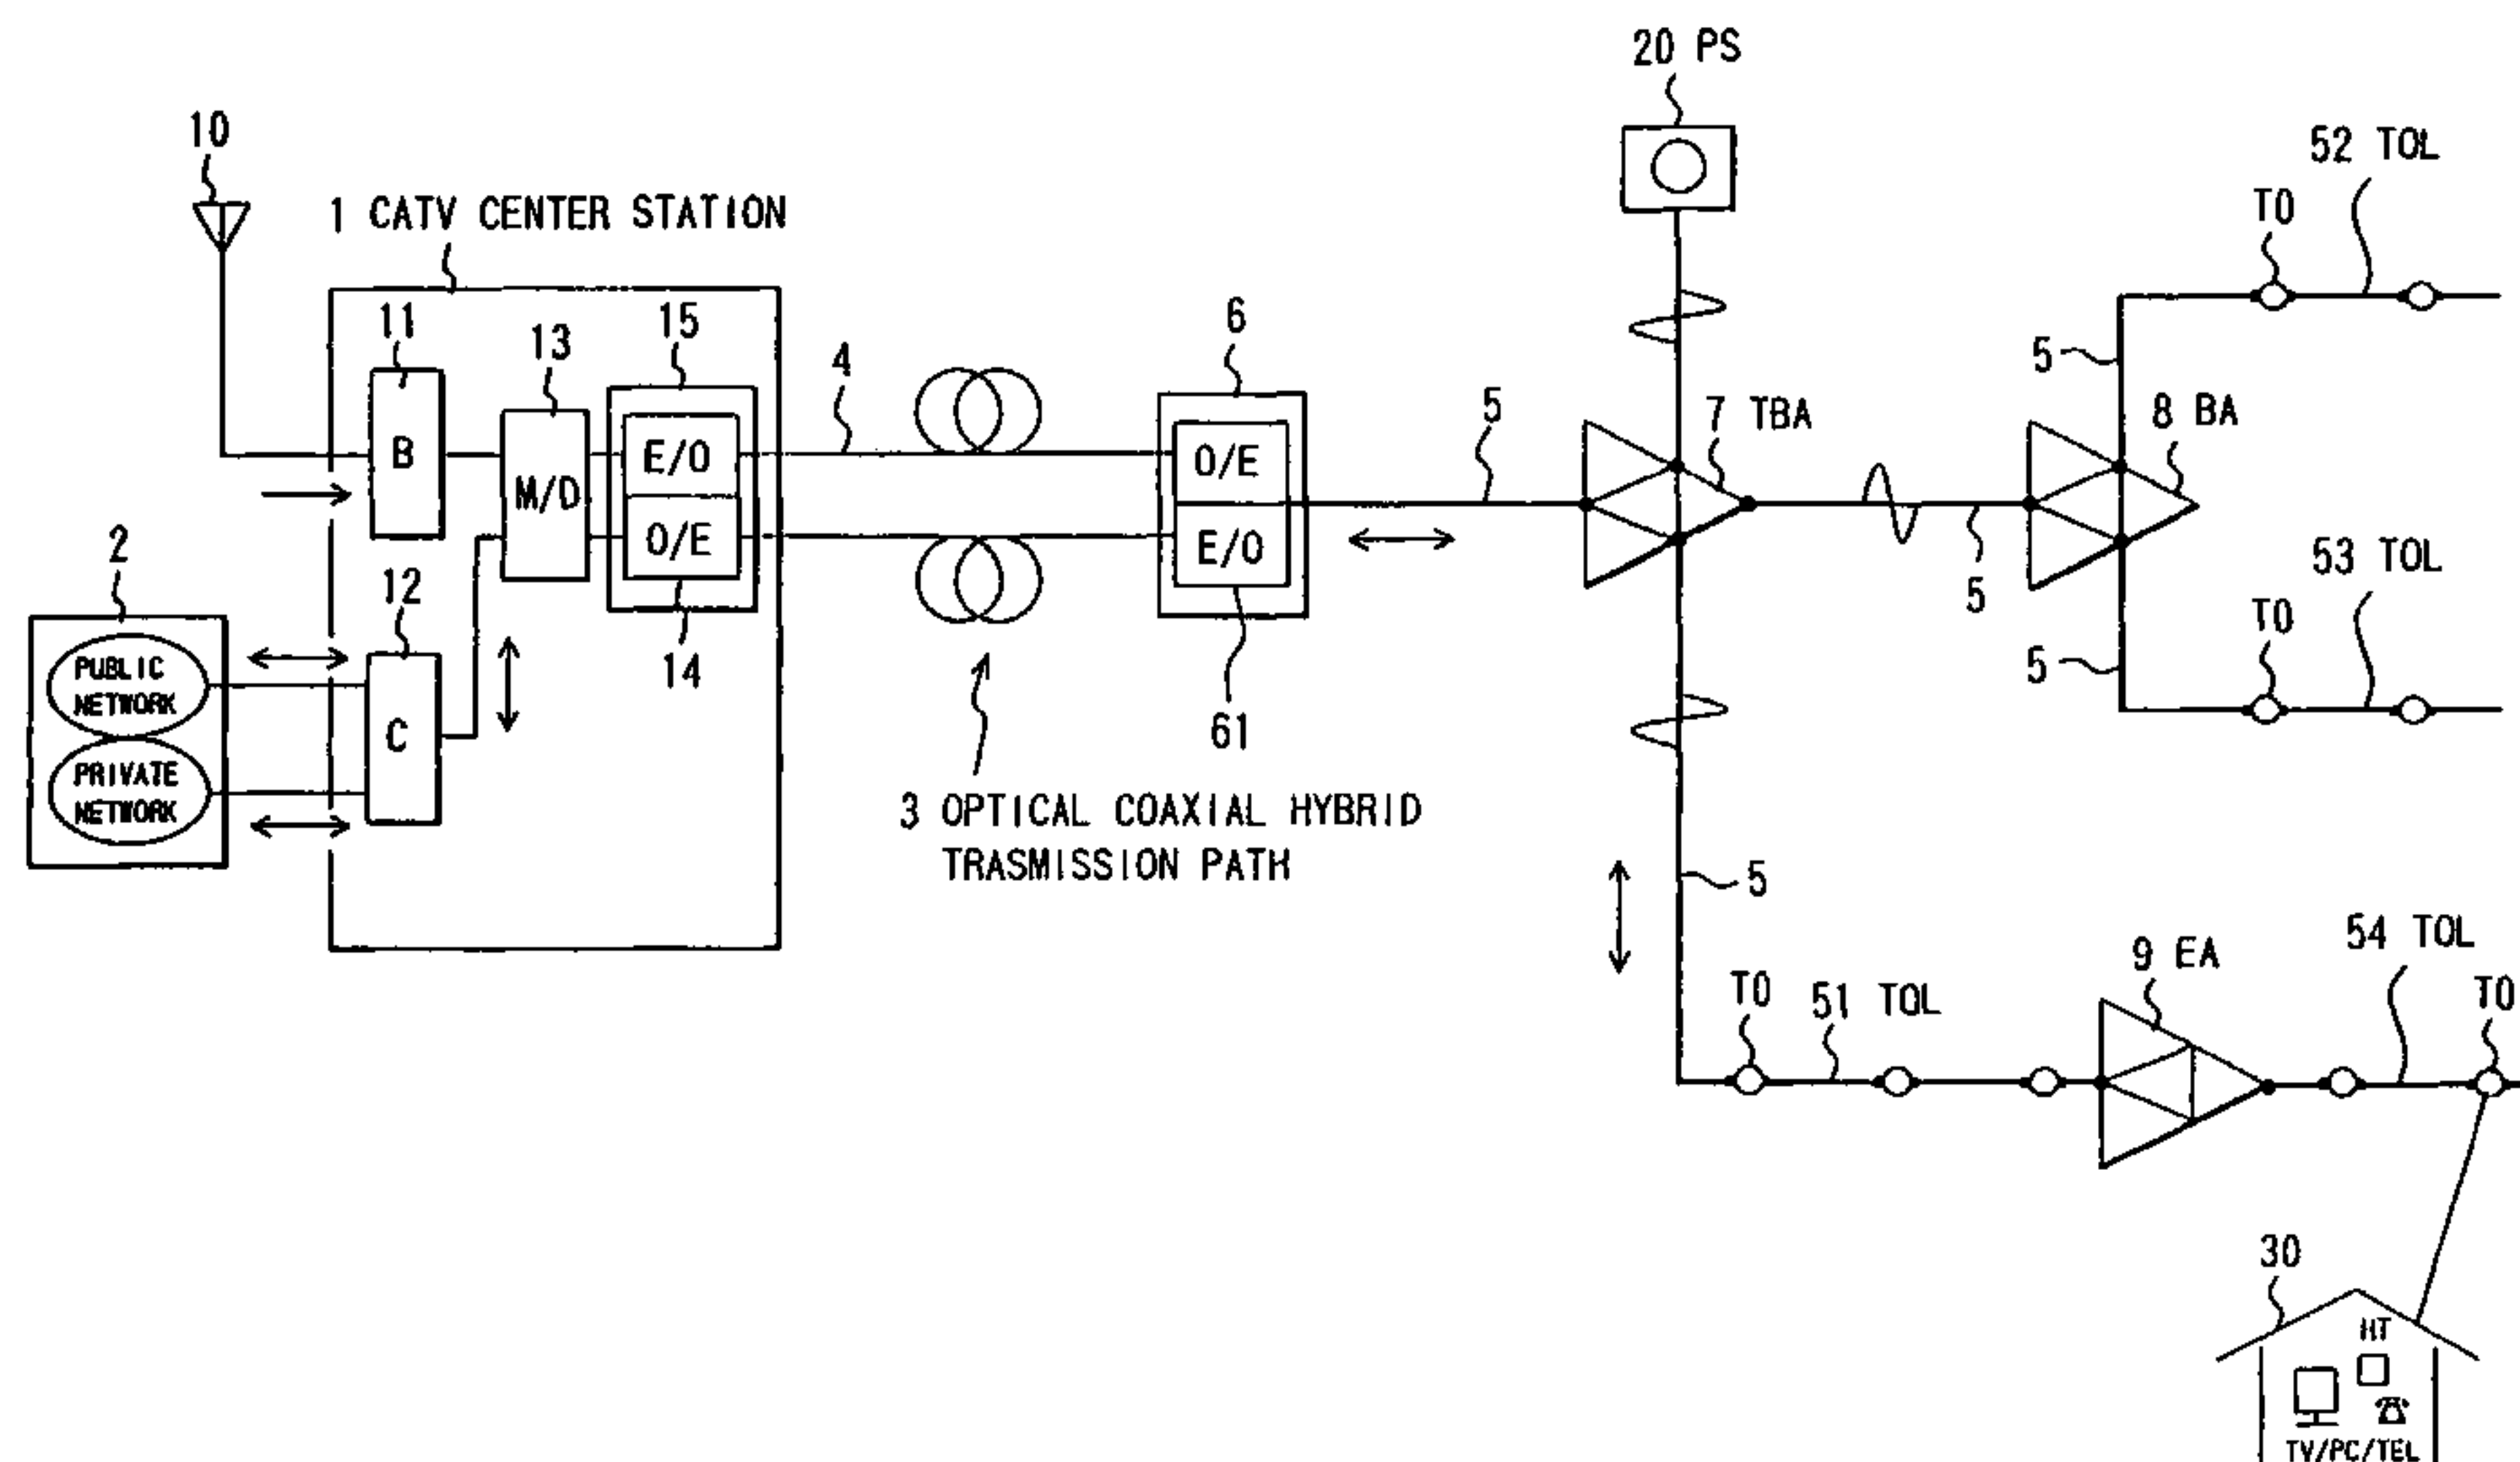 20 PS
10
52 TOL
1 CATV CENTER STATION
TO
11
15
6
13
4
5
5
7 TBA
8 BA
B
E/O
O/E
M/D
2
O/E
E/O
53 TOL
12
5
TO
PUBLIC
NETWORK
14
5
C
61
PRIVATE
NETWORK
3 OPTICAL COAXIAL HYBRID
TRASMISSION PATH
5
54 TOL
9 EA
TO
51 TOL
TO
30
HT
TV/PC/TEL